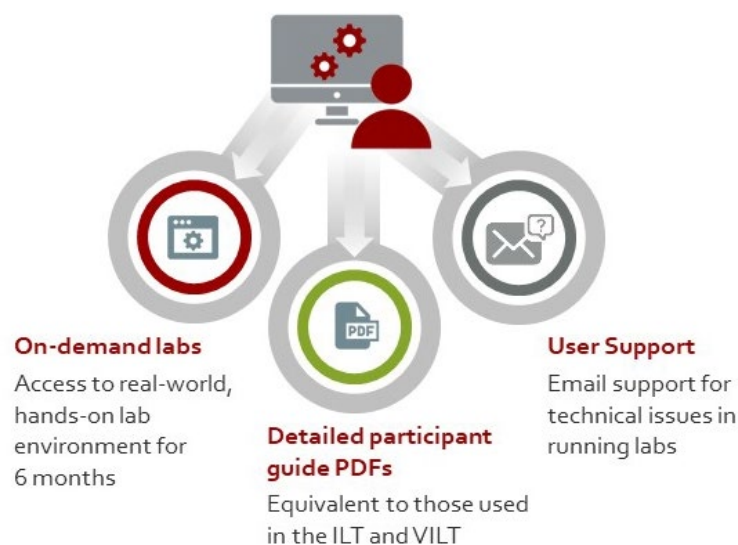 ?
PDF
On-demand labs
Access to real-world,
hands-on lab
environment for
6 months
Detailed participant
guide PDFs
Equivalent to those used
in the ILT and VILT
User Support
Email support for
technical issues in
running labs